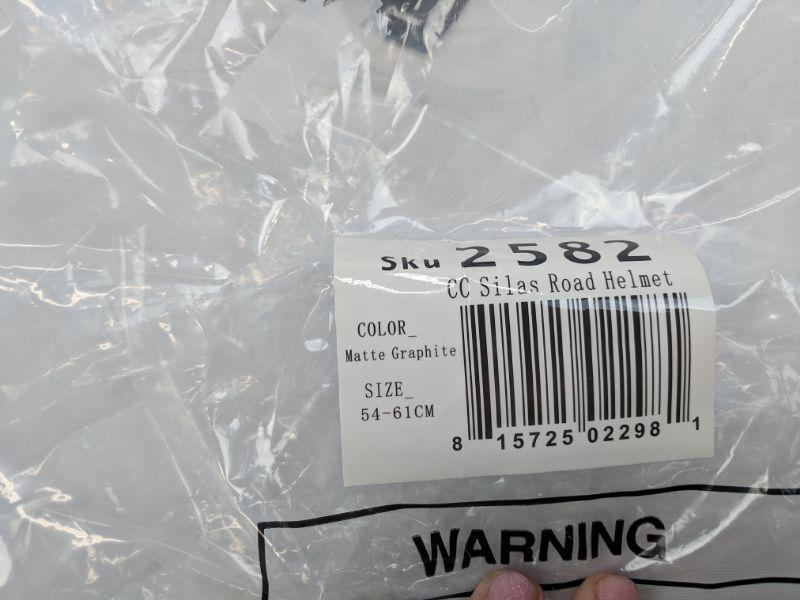 Sku 2582
CC Silas Road Helmet
COLOR_
Matte Graphite
SIZE_
54-61CM
8 15725 02298 1
WARNING